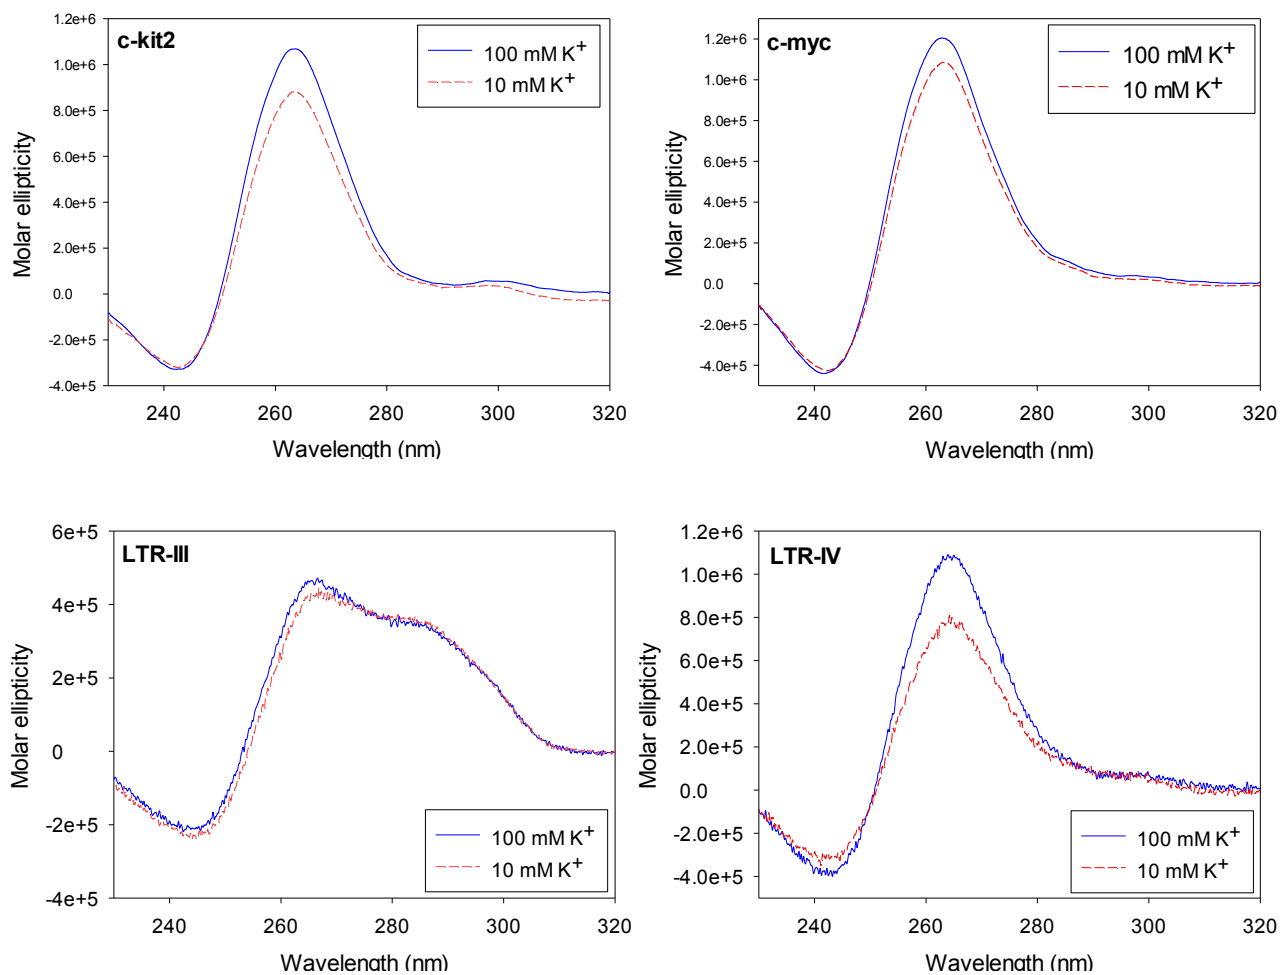 c-kit2
100 mM K+
10 mM K+
1.2e+6
1.0e+6
8.0e+5
6.0e+5
4.0e+5
2.0e+5
0.0
-2.0e+5
-4.0e+5
Molar ellipticity
240 260 280 300 320
Wavelength (nm)
c-myc
100 mM K+
10 mM K+
1.2e+6
1.0e+6
8.0e+5
6.0e+5
4.0e+5
2.0e+5
0.0
-2.0e+5
-4.0e+5
Molar ellipticity
240 260 280 300 320
Wavelength (nm)
LTR-III
6e+5
4e+5
2e+5
0
-2e+5
-4e+5
Molar ellipticity
100 mM K+
10 mM K+
240 260 280 300 320
Wavelength (nm)
LTR-IV
1.2e+6
1.0e+6
8.0e+5
6.0e+5
4.0e+5
2.0e+5
0.0
-2.0e+5
-4.0e+5
Molar ellipticity
100 mM K+
10 mM K+
240 260 280 300 320
Wavelength (nm)